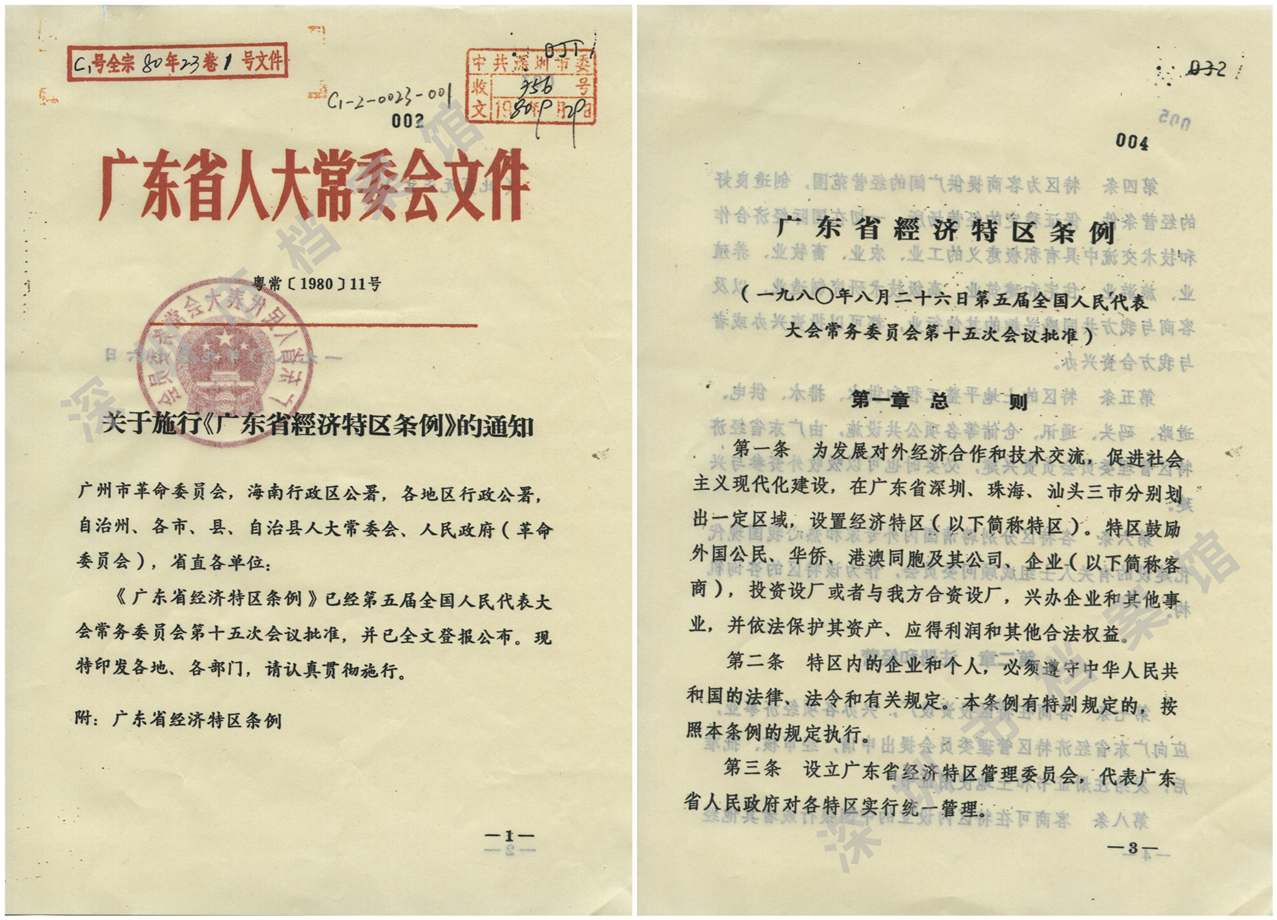 C₁号全宗80年23卷1号文件
C1-2-0023-001
002
中共深圳市委
收文 356 号
广东省人大常委会文件
粤常〔1980〕11号
关于施行《广东省經济特区条例》的通知
广州市革命委员会，海南行政区公署，各地区行政公署，
自治州、各市、县、自治县人大常委会、人民政府（革命
委员会），省直各单位：
《广东省经济特区条例》已经第五届全国人民代表大
会常务委员会第十五次会议批准，并已全文登报公布。现
特印发各地、各部门，请认真贯彻施行。
附：广东省经济特区条例
—1—
深圳市档案馆
032
004
广东省經济特区条例
（一九八〇年八月二十六日第五届全国人民代表
大会常务委员会第十五次会议批准）
第一章 总 则
第一条 为发展对外经济合作和技术交流，促进社会
主义现代化建设，在广东省深圳、珠海、汕头三市分别划
出一定区域，设置经济特区（以下简称特区）。特区鼓励
外国公民、华侨、港澳同胞及其公司、企业（以下简称客
商），投资设厂或者与我方合资设厂，兴办企业和其他事
业，并依法保护其资产、应得利润和其他合法权益。
第二条 特区内的企业和个人，必须遵守中华人民共
和国的法律、法令和有关规定。本条例有特别规定的，按
照本条例的规定执行。
第三条 设立广东省经济特区管理委员会，代表广东
省人民政府对各特区实行统一管理。
—3—
深圳市档案馆